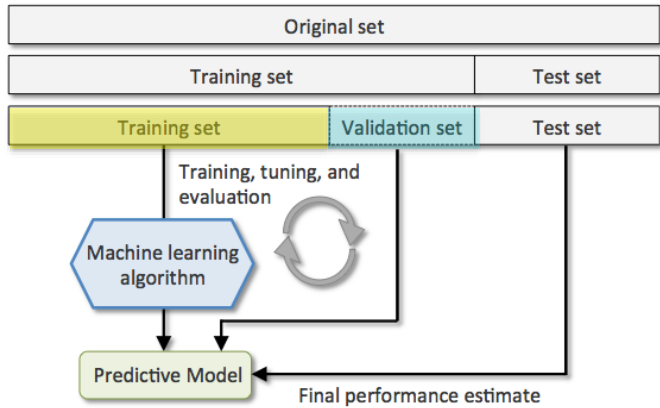 Original set
Training set
Test set
Training set
Validation set
Test set
Training, tuning, and
evaluation
Machine learning
algorithm
Predictive Model
Final performance estimate